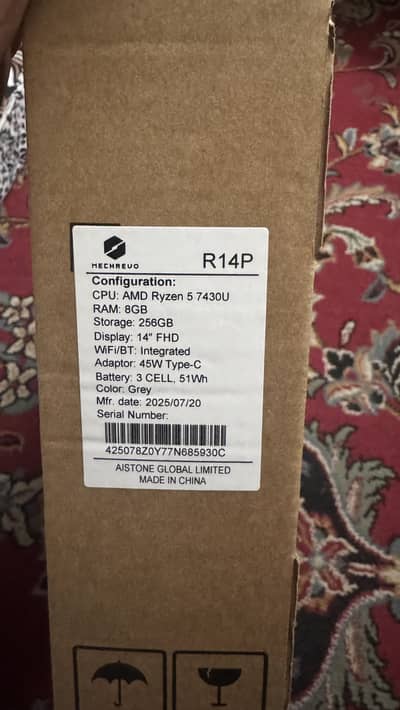 MECHREVO
R14P
Configuration:
CPU: AMD Ryzen 5 7430U
RAM: 8GB
Storage: 256GB
Display: 14" FHD
WiFi/BT: Integrated
Adaptor: 45W Type-C
Battery: 3 CELL, 51Wh
Color: Grey
Mfr. date: 2025/07/20
Serial Number:
425078Z0Y77N685930C
AISTONE GLOBAL LIMITED
MADE IN CHINA